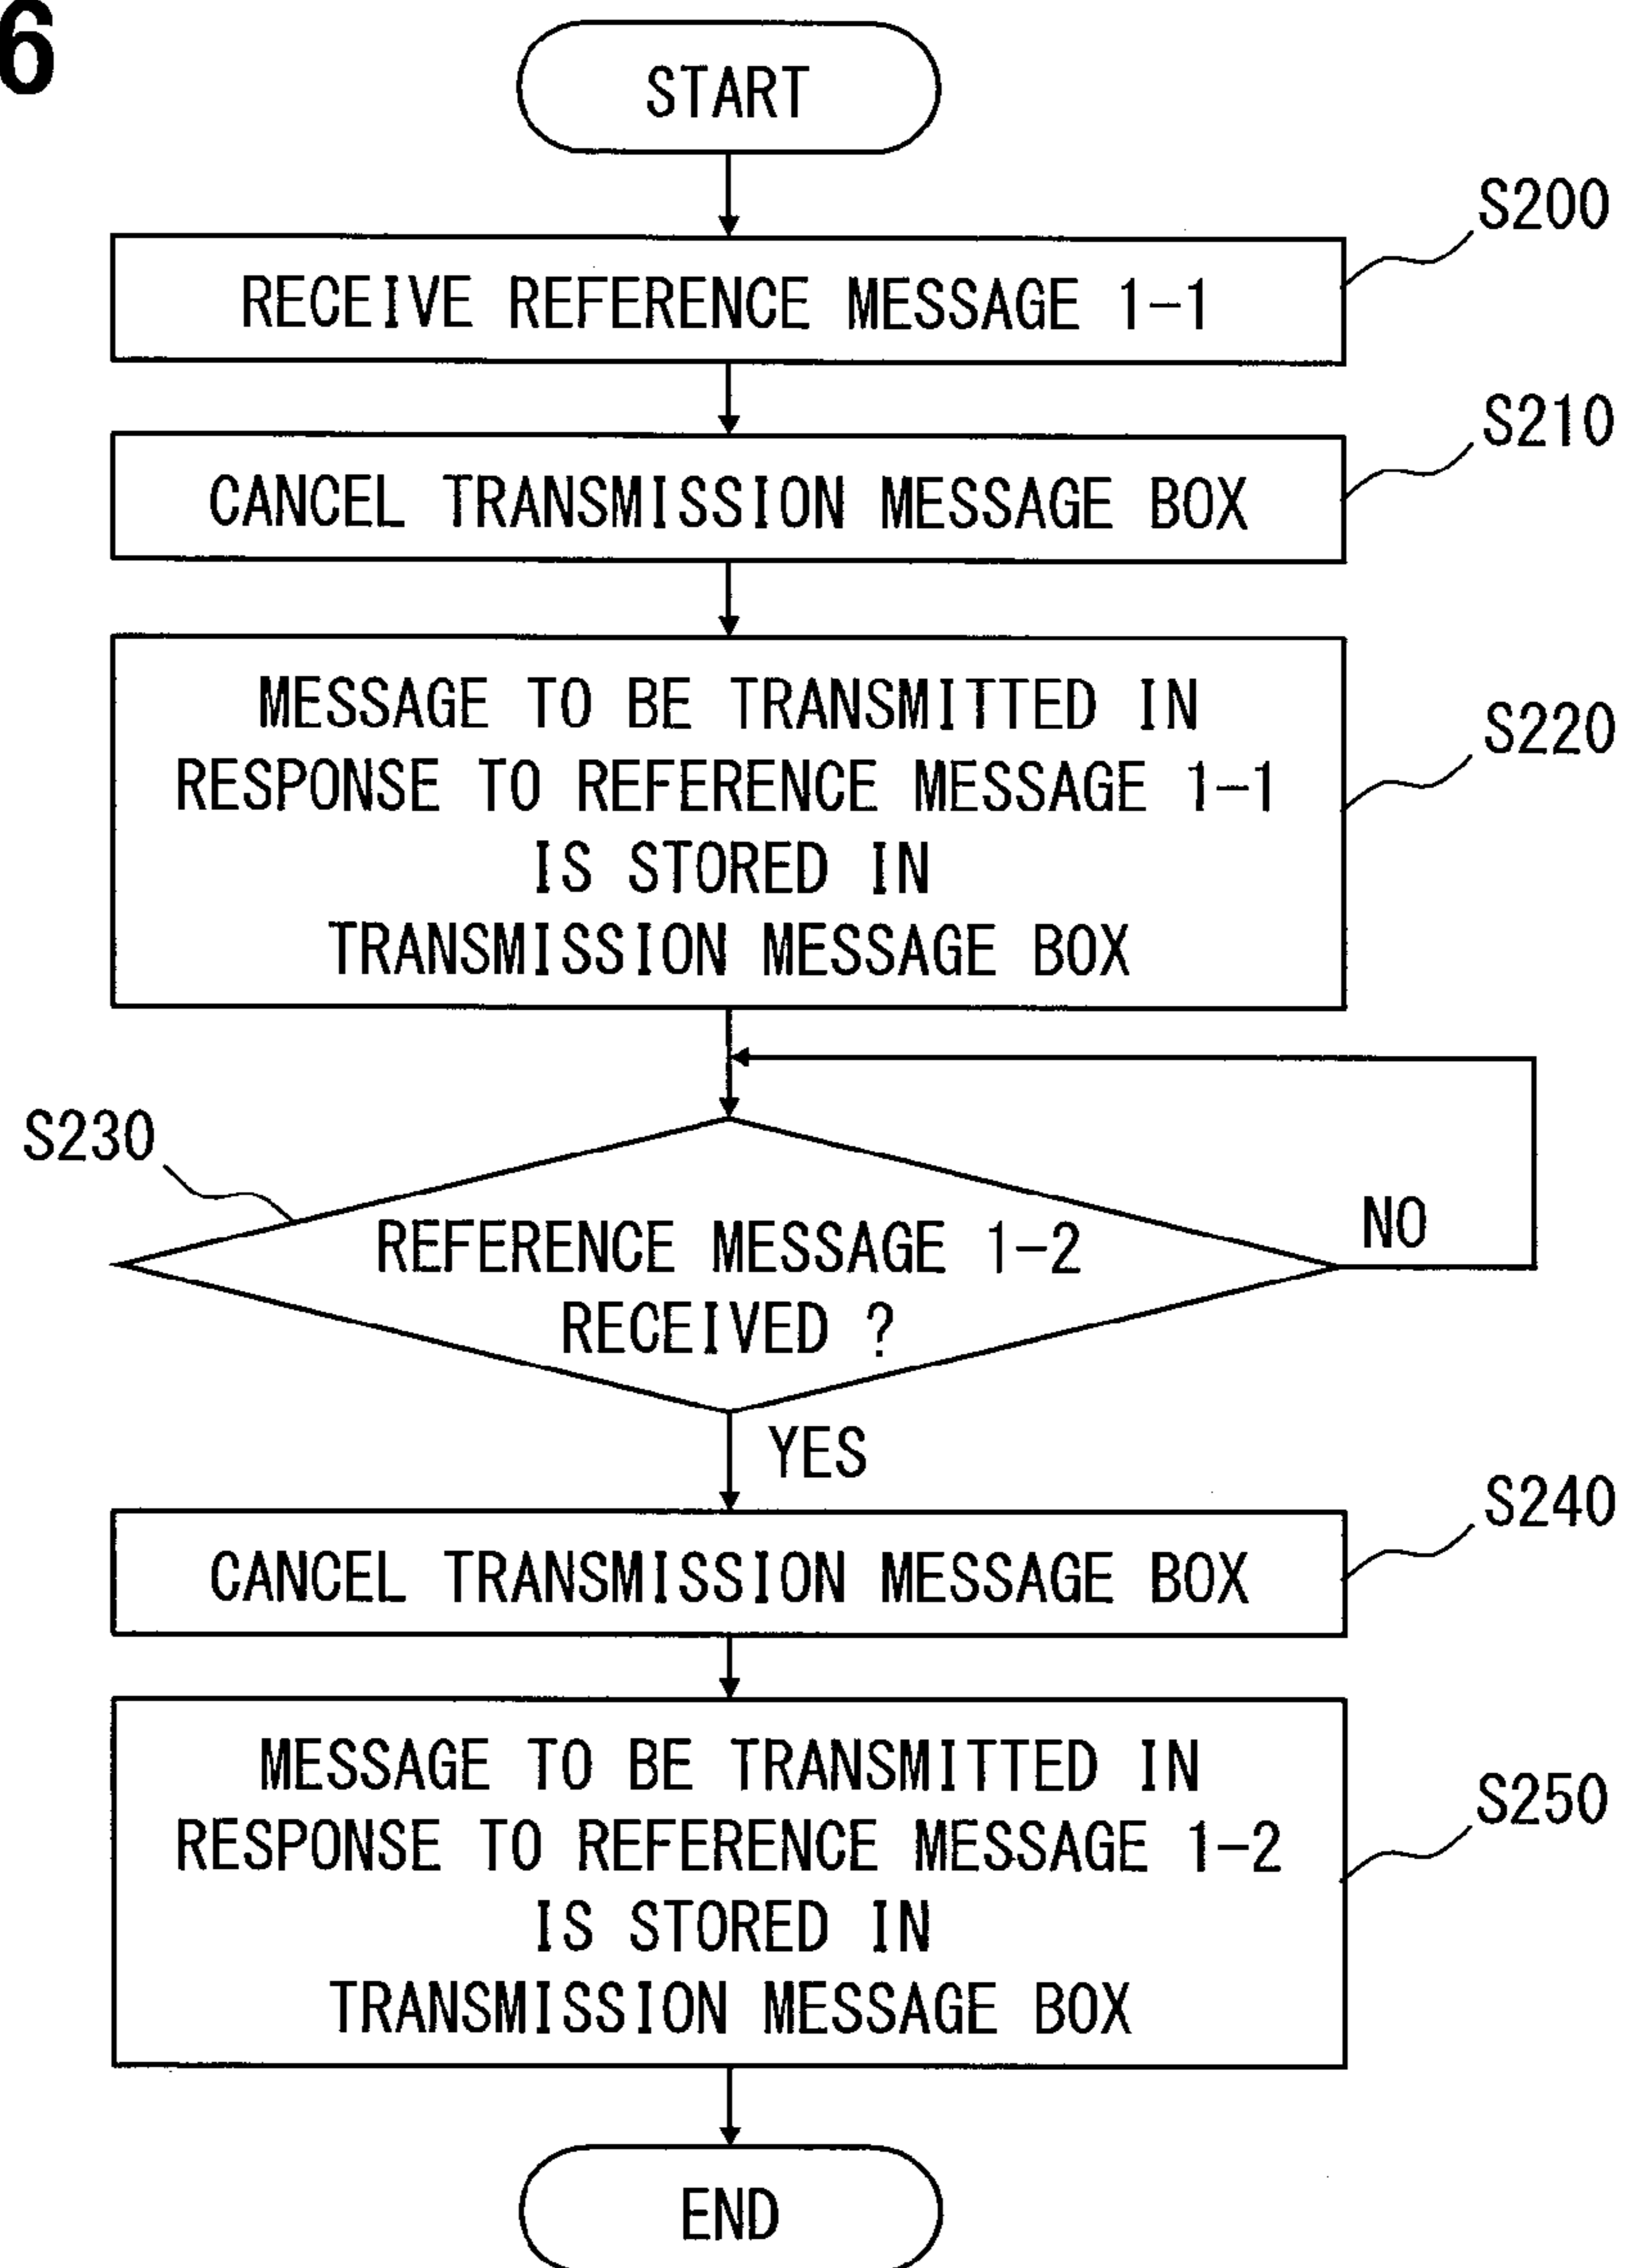 6
START
S200
RECEIVE REFERENCE MESSAGE 1-1
S210
CANCEL TRANSMISSION MESSAGE BOX
S220
MESSAGE TO BE TRANSMITTED IN
RESPONSE TO REFERENCE MESSAGE 1-1
IS STORED IN
TRANSMISSION MESSAGE BOX
S230
REFERENCE MESSAGE 1-2
RECEIVED ?
NO
YES
S240
CANCEL TRANSMISSION MESSAGE BOX
S250
MESSAGE TO BE TRANSMITTED IN
RESPONSE TO REFERENCE MESSAGE 1-2
IS STORED IN
TRANSMISSION MESSAGE BOX
END